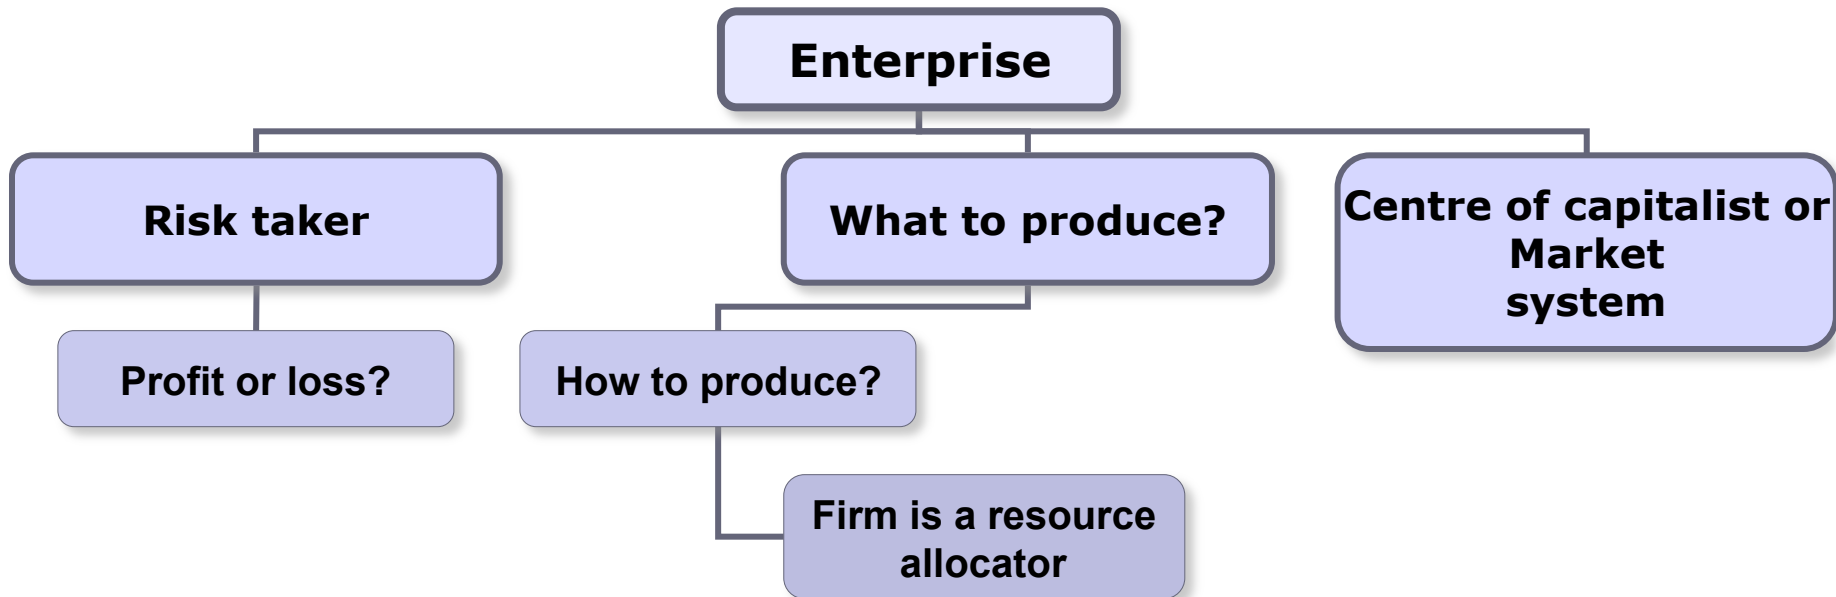 Enterprise
Risk taker
What to produce?
Centre of capitalist or
Market
system
Profit or loss?
How to produce?
Firm is a resource
allocator